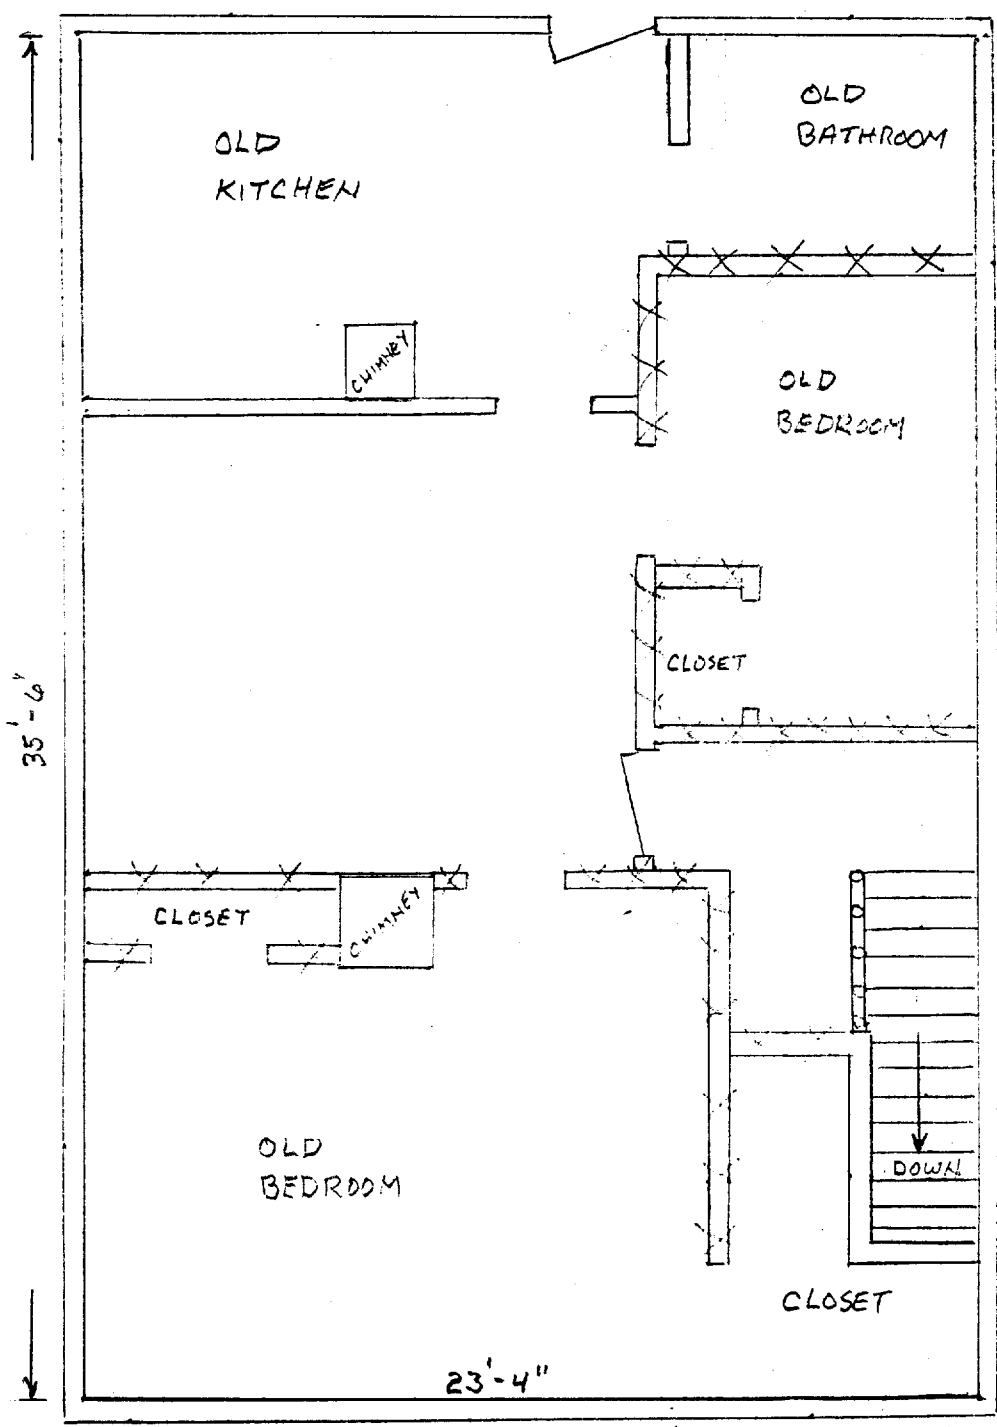 OLD
KITCHEN
OLD
BATHROOM
CHIMNEY
OLD
BEDROOM
CLOSET
35'-6"
CLOSET
CHIMNEY
OLD
BEDROOM
DOWN
CLOSET
23'-4"